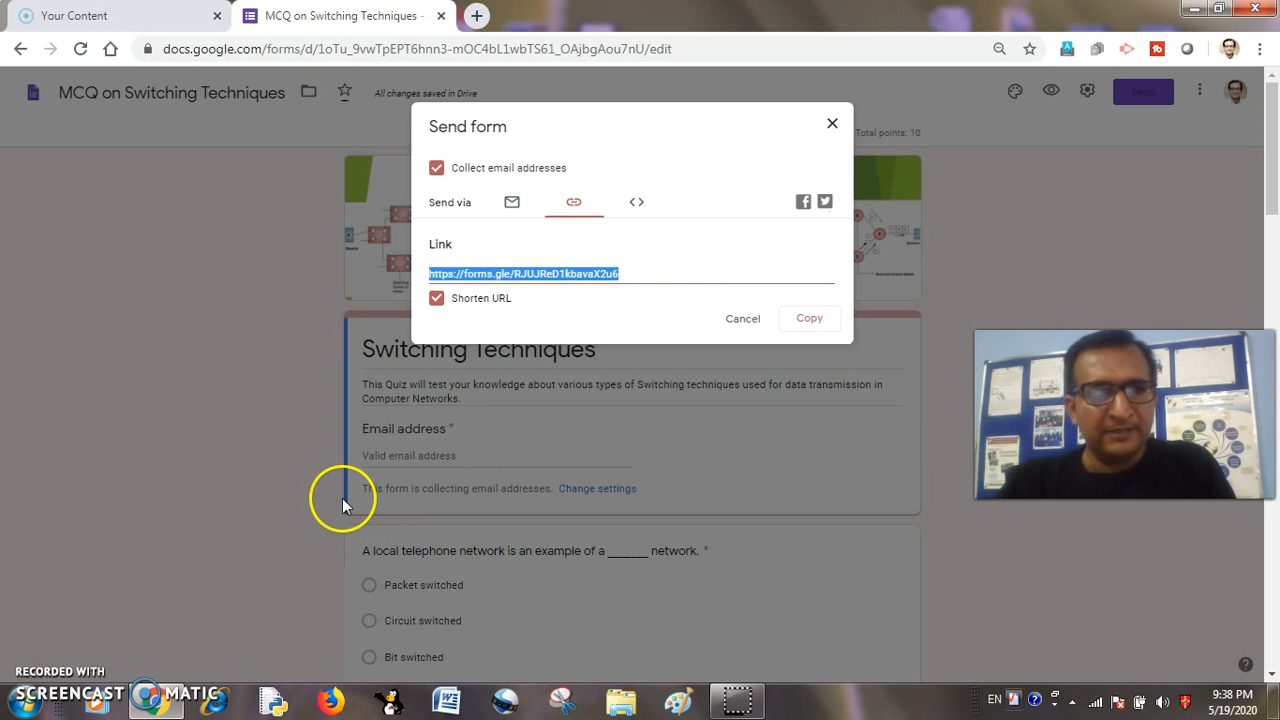 Your Content
MCQ on Switching Techniques -
docs.google.com/forms/d/1oTu_9vwTpEPT6hnn3-mOC4bL1wbTS61_OAjbgAou7nU/edit
MCQ on Switching Techniques
All changes saved in Drive
Send
Total points: 10
Send form
Collect email addresses
Send via
Link
https://forms.gle/RJUJReD1kbavaX2u6
Shorten URL
Cancel
Copy
Switching Techniques
This Quiz will test your knowledge about various types of Switching techniques used for data transmission in
Computer Networks.
Email address *
Valid email address
This form is collecting email addresses. Change settings
A local telephone network is an example of a _______ network. *
Packet switched
Circuit switched
Bit switched
RECORDED WITH
SCREENCAST MATIC
EN
9:38 PM
5/19/2020